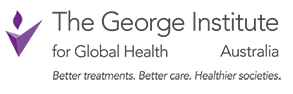 The George Institute
for Global Health Australia
Better treatments. Better care. Healthier societies.